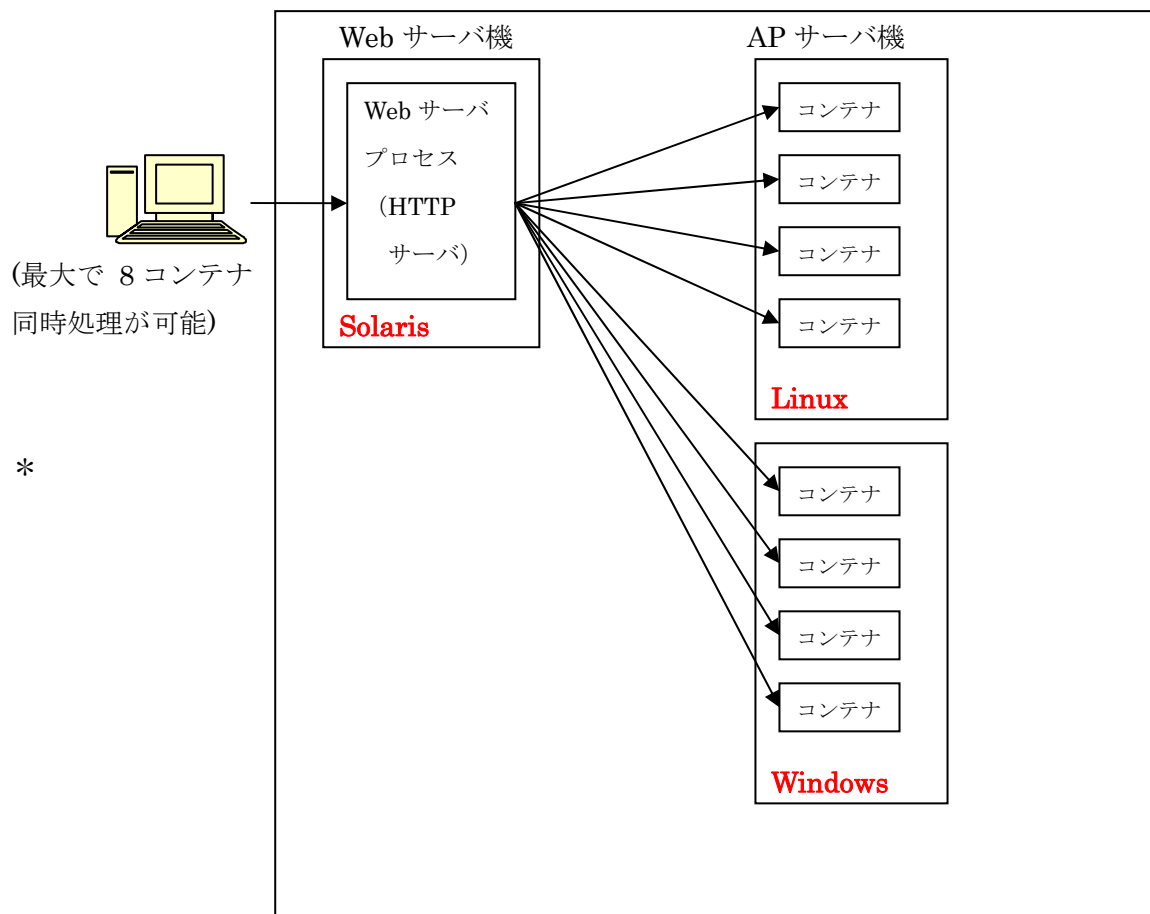 Web サーバ機
AP サーバ機
Web サーバ
プロセス
（HTTP
サーバ）
Solaris
(最大で 8 コンテナ
同時処理が可能)
＊
コンテナ
コンテナ
コンテナ
コンテナ
Linux
コンテナ
コンテナ
コンテナ
コンテナ
Windows